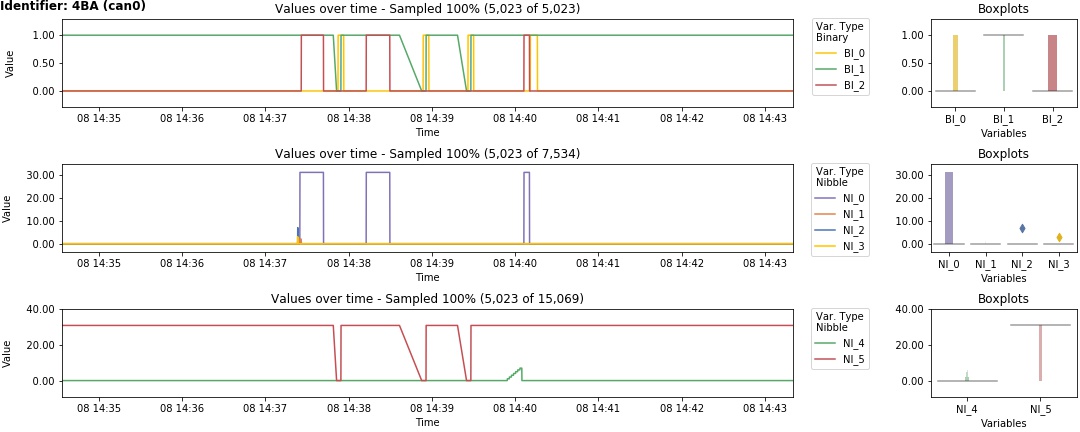 Identifier: 4BA (can0)
Values over time - Sampled 100% (5,023 of 5,023)
Boxplots
Value
1.00
0.50
0.00
08 14:35 08 14:36 08 14:37 08 14:38 08 14:39 08 14:40 08 14:41 08 14:42 08 14:43
Time
Var. Type
Binary
BI_0
BI_1
BI_2
1.00
0.50
0.00
BI_0 BI_1 BI_2
Variables
Values over time - Sampled 100% (5,023 of 7,534)
Boxplots
Value
30.00
20.00
10.00
0.00
08 14:35 08 14:36 08 14:37 08 14:38 08 14:39 08 14:40 08 14:41 08 14:42 08 14:43
Time
Var. Type
Nibble
NI_0
NI_1
NI_2
NI_3
30.00
20.00
10.00
0.00
NI_0 NI_1 NI_2 NI_3
Variables
Values over time - Sampled 100% (5,023 of 15,069)
Boxplots
Value
40.00
20.00
0.00
08 14:35 08 14:36 08 14:37 08 14:38 08 14:39 08 14:40 08 14:41 08 14:42 08 14:43
Time
Var. Type
Nibble
NI_4
NI_5
40.00
20.00
0.00
NI_4 NI_5
Variables